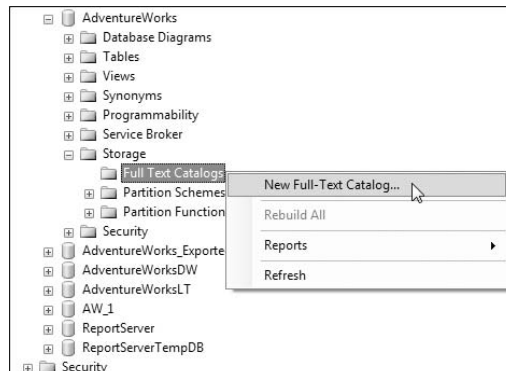 AdventureWorks
Database Diagrams
Tables
Views
Synonyms
Programmability
Service Broker
Storage
Full Text Catalogs
Partition Schemes
Partition Function
Security
AdventureWorks_Exporte
AdventureWorksDW
AdventureWorksLT
AW_1
ReportServer
ReportServerTempDB
Security
New Full-Text Catalog...
Rebuild All
Reports
Refresh